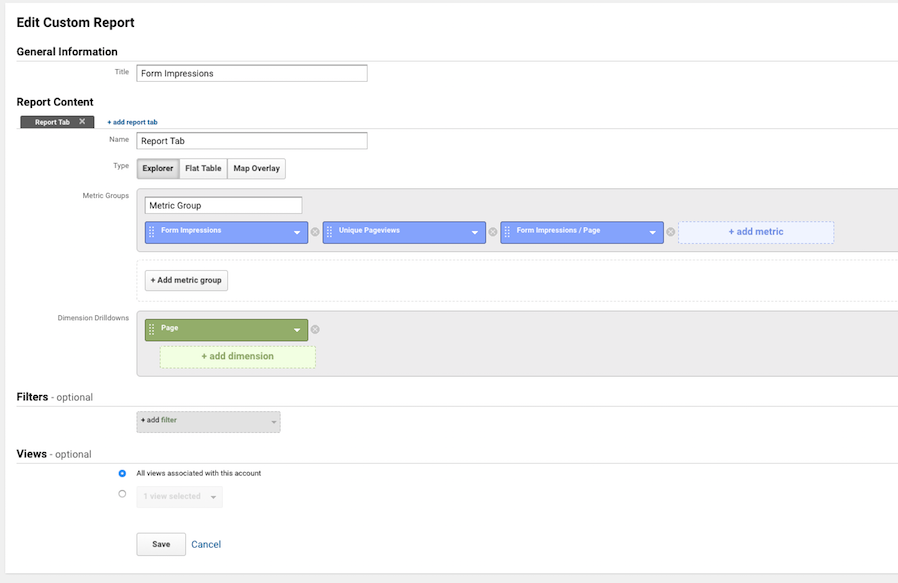 Edit Custom Report
General Information
Title Form Impressions
Report Content
Report Tab + add report tab
Name Report Tab
Type Explorer Flat Table Map Overlay
Metric Groups
Metric Group
Form Impressions Unique Pageviews Form Impressions / Page + add metric
+ Add metric group
Dimension Drilldowns
Page
+ add dimension
Filters - optional
+ add filter
Views - optional
All views associated with this account
1 view selected
Save Cancel